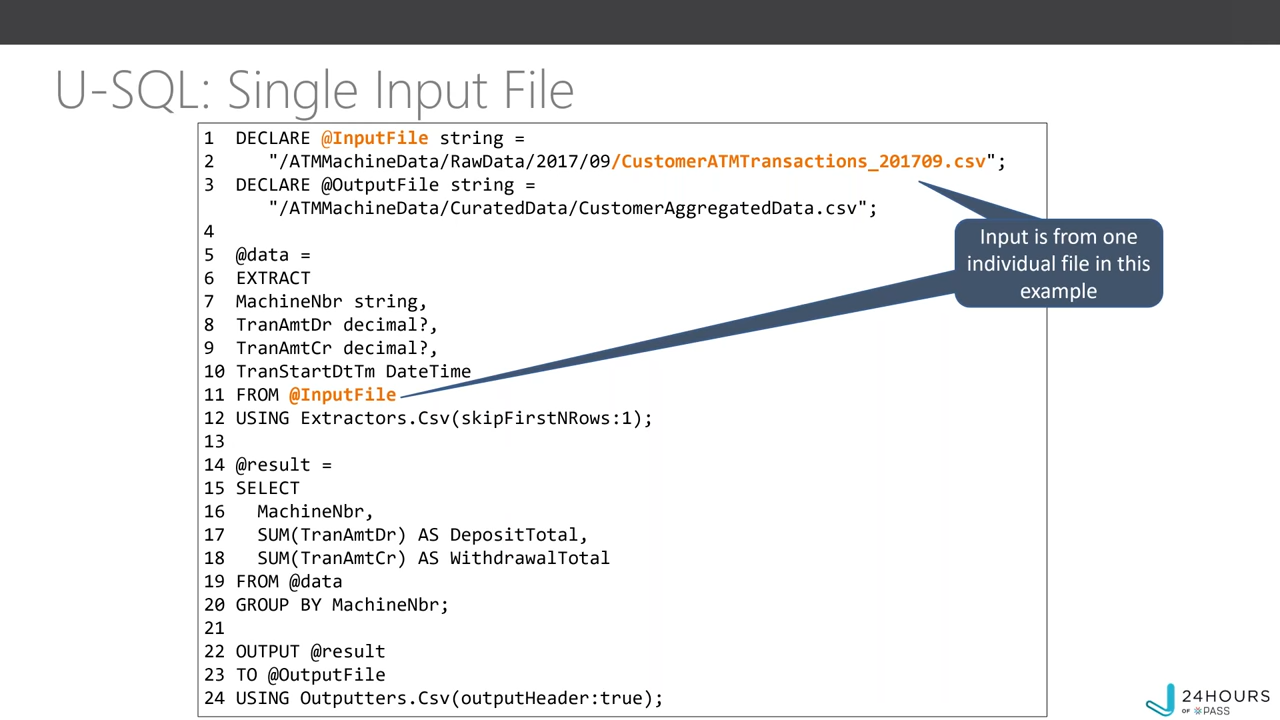 U-SQL: Single Input File
1 DECLARE @InputFile string =
2    "/ATMMachineData/RawData/2017/09/CustomerATMTransactions_201709.csv";
3 DECLARE @OutputFile string =
     "/ATMMachineData/CuratedData/CustomerAggregatedData.csv";
4
5 @data =
6 EXTRACT
7 MachineNbr string,
8 TranAmtDr decimal?,
9 TranAmtCr decimal?,
10 TranStartDtTm DateTime
11 FROM @InputFile
12 USING Extractors.Csv(skipFirstNRows:1);
13
14 @result =
15 SELECT
16   MachineNbr,
17   SUM(TranAmtDr) AS DepositTotal,
18   SUM(TranAmtCr) AS WithdrawalTotal
19 FROM @data
20 GROUP BY MachineNbr;
21
22 OUTPUT @result
23 TO @OutputFile
24 USING Outputters.Csv(outputHeader:true);
Input is from one
individual file in this
example
24HOURS
OF PASS